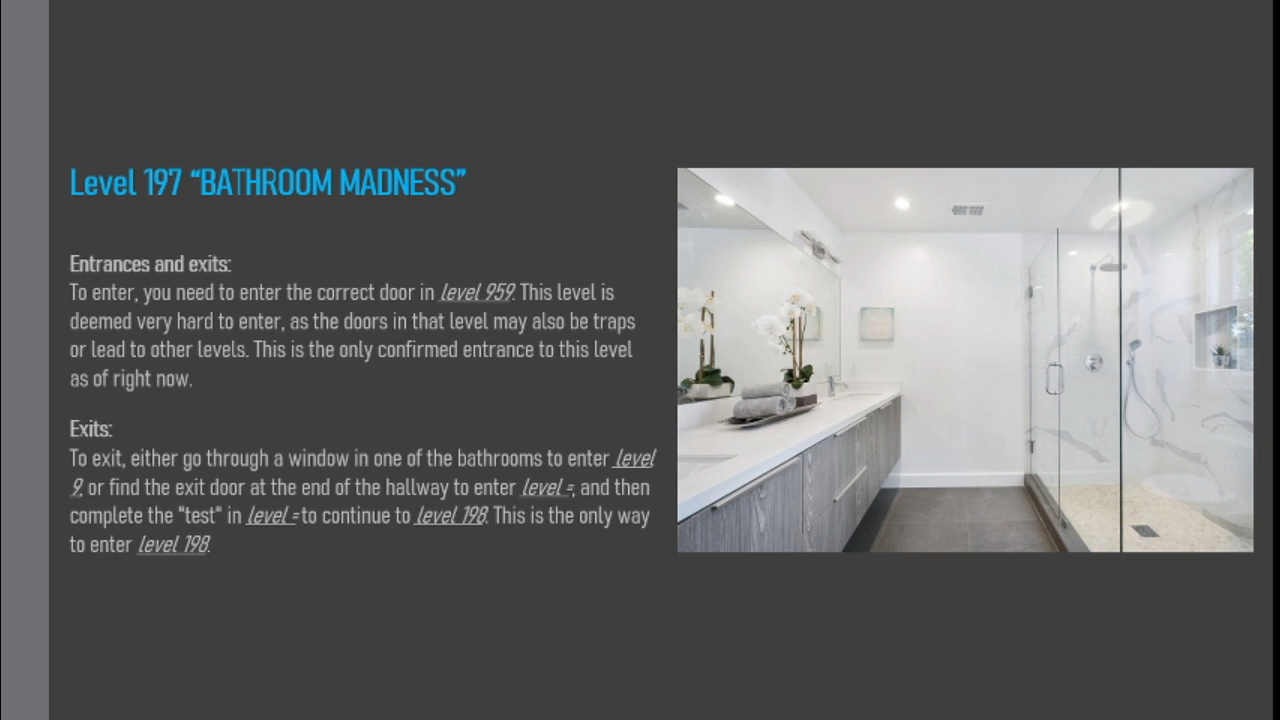 Level 197 “BATHROOM MADNESS”
Entrances and exits:
To enter, you need to enter the correct door in level 959. This level is
deemed very hard to enter, as the doors in that level may also be traps
or lead to other levels. This is the only confirmed entrance to this level
as of right now.
Exits:
To exit, either go through a window in one of the bathrooms to enter level
9, or find the exit door at the end of the hallway to enter level =, and then
complete the "test" in level = to continue to level 198. This is the only way
to enter level 198.